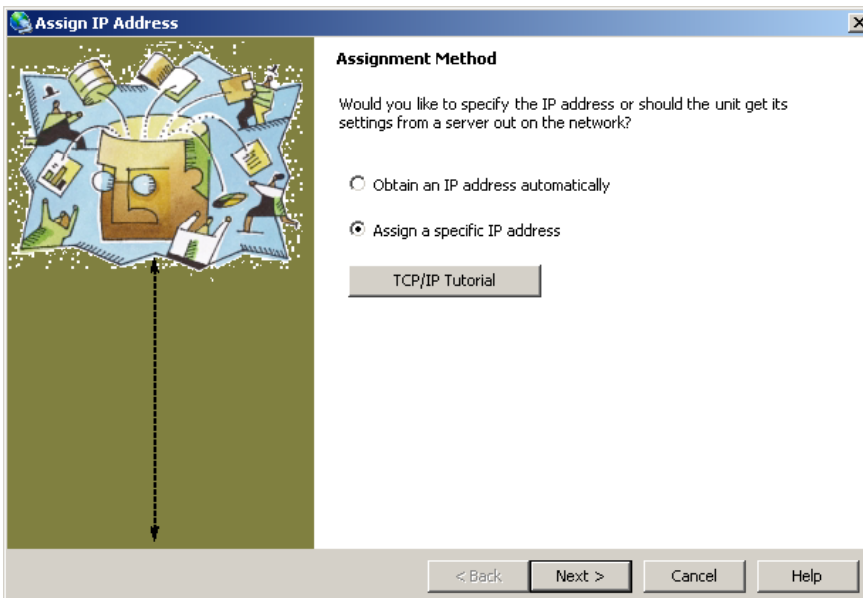 Assign IP Address
Assignment Method
Would you like to specify the IP address or should the unit get its
settings from a server out on the network?
Obtain an IP address automatically
Assign a specific IP address
TCP/IP Tutorial
< Back Next > Cancel Help